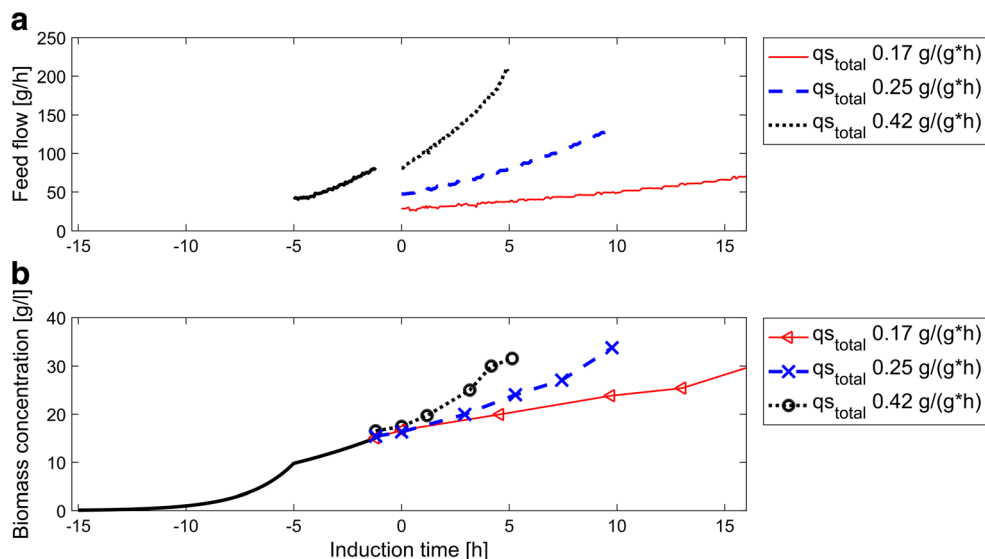 a
Feed flow [g/h]
250
200
150
100
50
0
-15 -10 -5 0 5 10 15
qs_total 0.17 g/(g*h)
qs_total 0.25 g/(g*h)
qs_total 0.42 g/(g*h)
b
Biomass concentration [g/l]
40
30
20
10
0
-15 -10 -5 0 5 10 15
Induction time [h]
qs_total 0.17 g/(g*h)
qs_total 0.25 g/(g*h)
qs_total 0.42 g/(g*h)